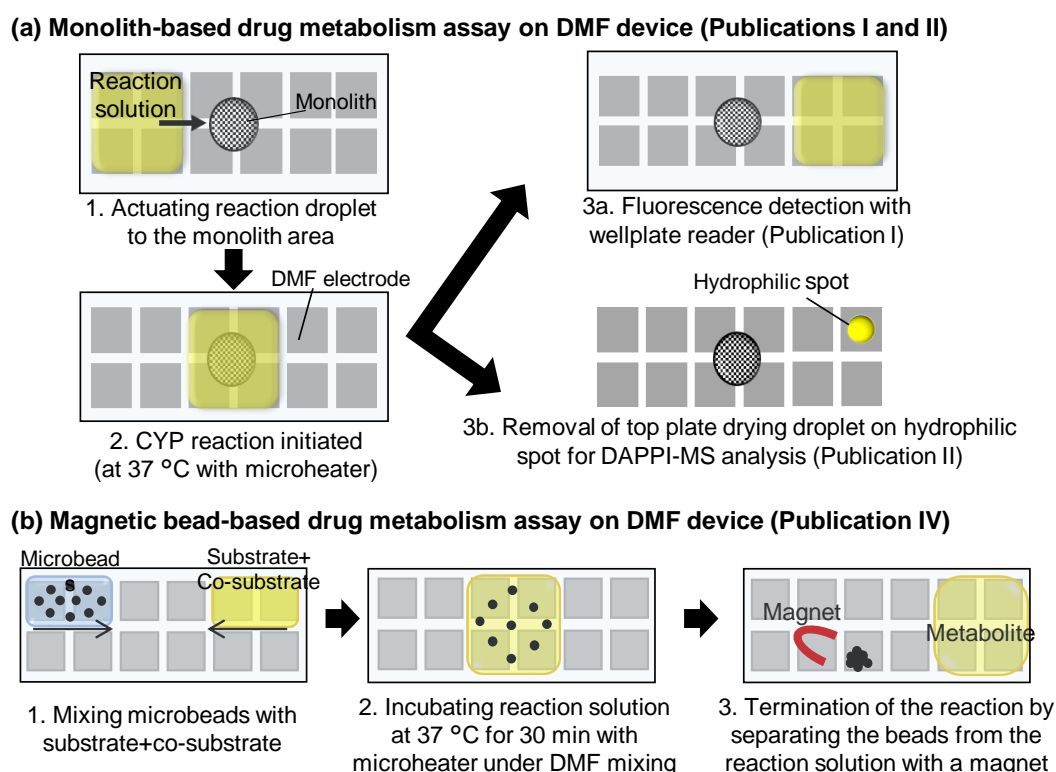 (a) Monolith-based drug metabolism assay on DMF device (Publications I and II)
Reaction
solution
Monolith
1. Actuating reaction droplet
to the monolith area
DMF electrode
2. CYP reaction initiated
(at 37 °C with microheater)
3a. Fluorescence detection with
wellplate reader (Publication I)
Hydrophilic spot
3b. Removal of top plate drying droplet on hydrophilic
spot for DAPPI-MS analysis (Publication II)
(b) Magnetic bead-based drug metabolism assay on DMF device (Publication IV)
Microbead
s
Substrate+
Co-substrate
1. Mixing microbeads with
substrate+co-substrate
2. Incubating reaction solution
at 37 °C for 30 min with
microheater under DMF mixing
Magnet
Metabolite
3. Termination of the reaction by
separating the beads from the
reaction solution with a magnet